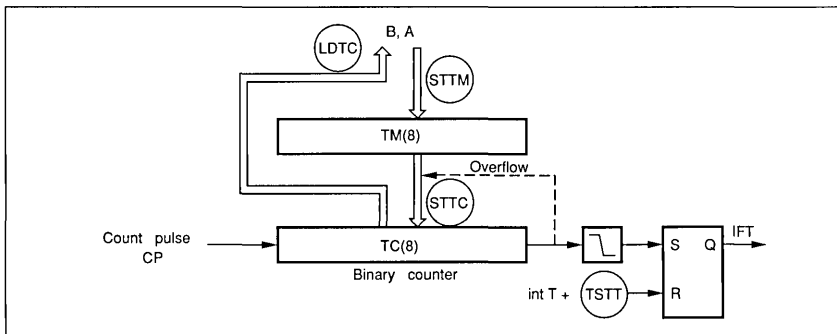 LDTC
B, A
STTM
TM(8)
Overflow
STTC
Count pulse
CP
TC(8)
Binary counter
S Q
IFT
int T +
TSTT
R